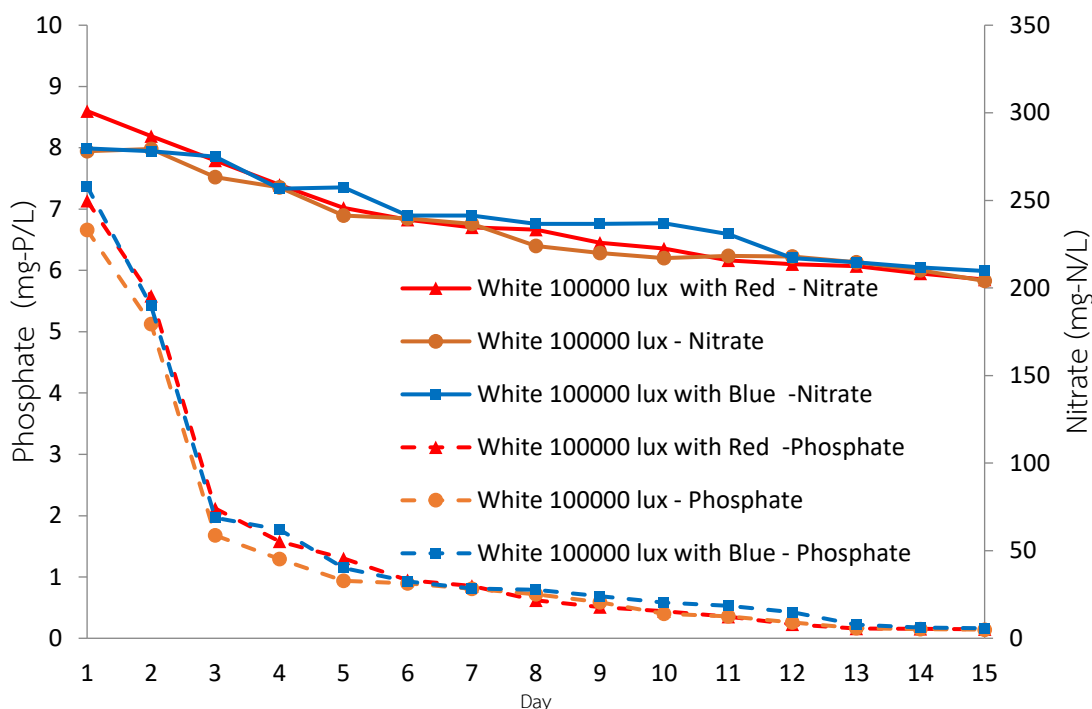 10
9
8
7
6
5
4
3
2
1
0
Phosphate (mg-P/L)
350
300
250
200
150
100
50
0
Nitrate (mg-N/L)
White 100000 lux  with Red  - Nitrate
White 100000 lux - Nitrate
White 100000 lux with Blue  -Nitrate
White 100000 lux with Red  -Phosphate
White 100000 lux - Phosphate
White 100000 lux with Blue - Phosphate
1 2 3 4 5 6 7 8 9 10 11 12 13 14 15
Day